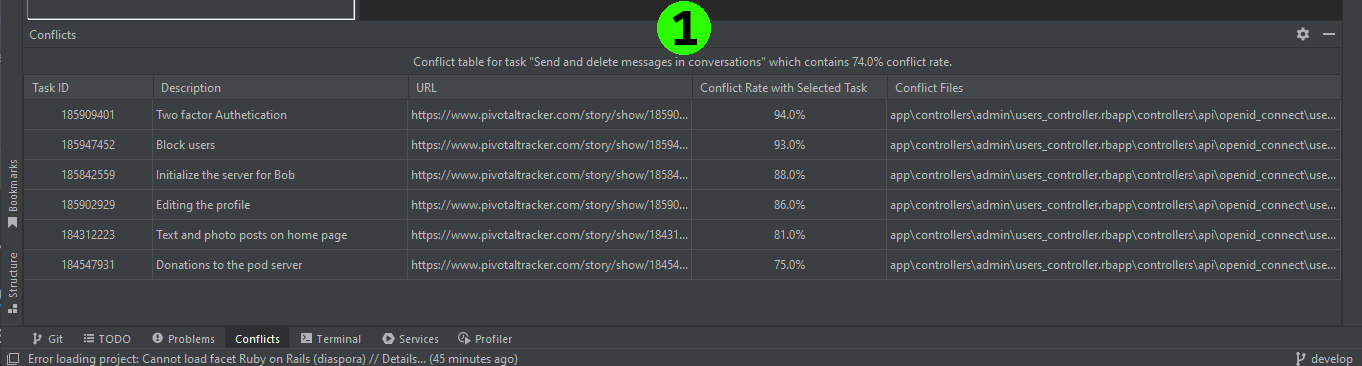 1
Conflicts
Conflict table for task "Send and delete messages in conversations" which contains 74.0% conflict rate.
Task ID Description URL Conflict Rate with Selected Task Conflict Files
185909401 Two factor Authetication https://www.pivotaltracker.com/story/show/18590... 94.0% app\controllers\admin\users_controller.rbapp\controllers\api\openid_connect\use...
185947452 Block users https://www.pivotaltracker.com/story/show/18594... 93.0% app\controllers\admin\users_controller.rbapp\controllers\api\openid_connect\use...
185842559 Initialize the server for Bob https://www.pivotaltracker.com/story/show/18584... 88.0% app\controllers\admin\users_controller.rbapp\controllers\api\openid_connect\use...
185902929 Editing the profile https://www.pivotaltracker.com/story/show/18590... 86.0% app\controllers\admin\users_controller.rbapp\controllers\api\openid_connect\use...
184312223 Text and photo posts on home page https://www.pivotaltracker.com/story/show/18431... 81.0% app\controllers\admin\users_controller.rbapp\controllers\api\openid_connect\use...
184547931 Donations to the pod server https://www.pivotaltracker.com/story/show/18454... 75.0% app\controllers\admin\users_controller.rbapp\controllers\api\openid_connect\use...
Bookmarks
Structure
Git TODO Problems Conflicts Terminal Services Profiler
Error loading project: Cannot load facet Ruby on Rails (diaspora) // Details... (45 minutes ago) develop